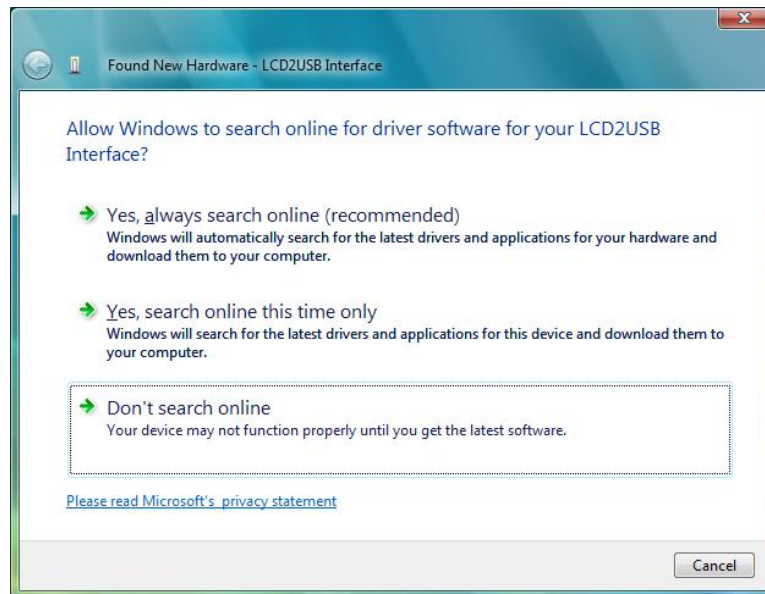 Found New Hardware - LCD2USB Interface
Allow Windows to search online for driver software for your LCD2USB
Interface?
Yes, always search online (recommended)
Windows will automatically search for the latest drivers and applications for your hardware and
download them to your computer.
Yes, search online this time only
Windows will search for the latest drivers and applications for this device and download them to
your computer.
Don't search online
Your device may not function properly until you get the latest software.
Please read Microsoft's privacy statement
Cancel